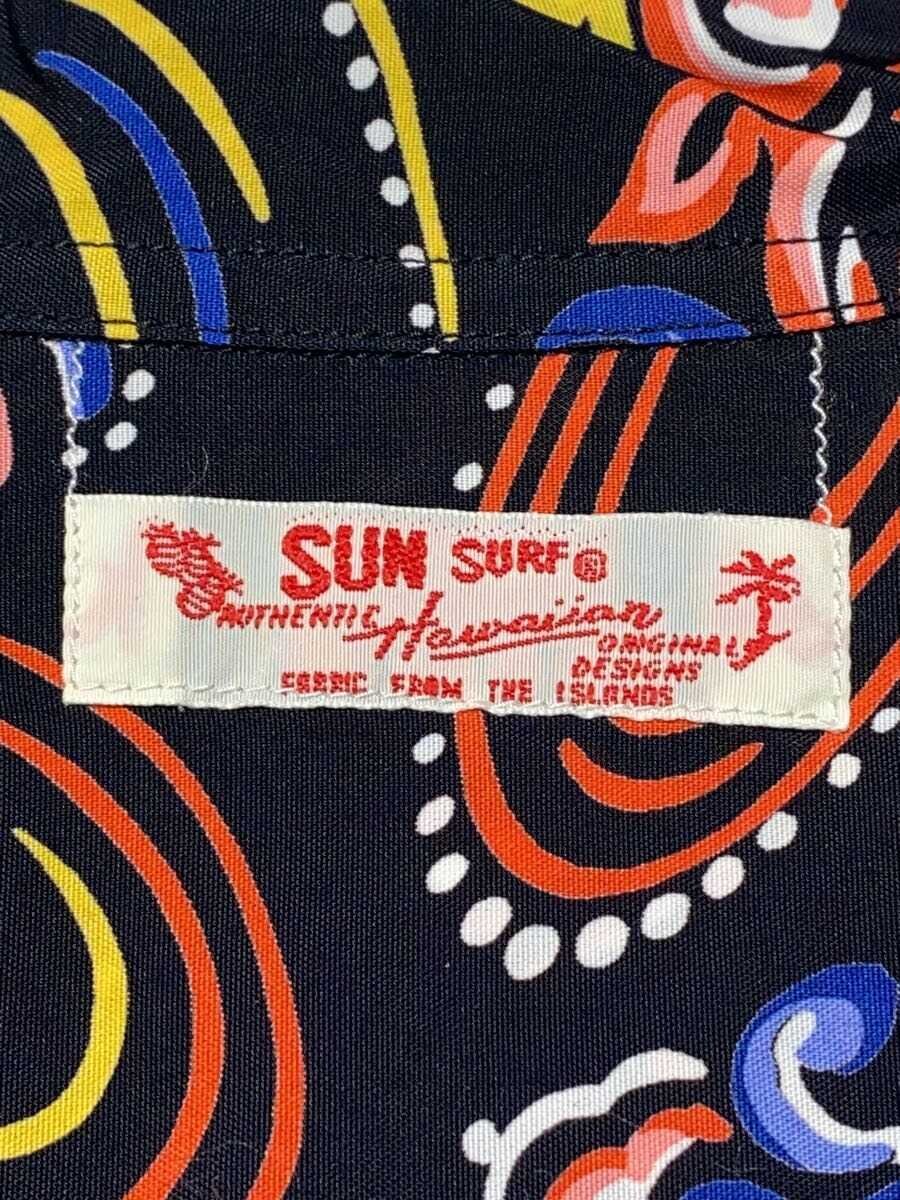 SUN SURF®
AUTHENTIC Hawaiian ORIGINAL
DESIGNS
FABRIC FROM THE ISLANDS